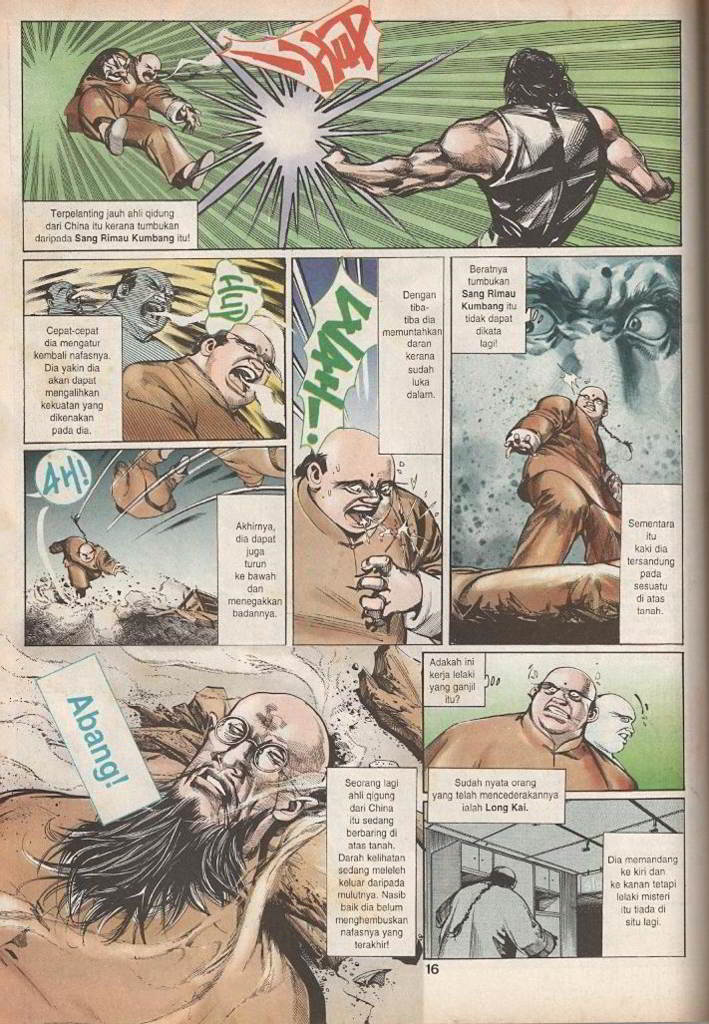 HUP
Terpelanting jauh ahli qidung
dari China itu kerana tumbukan
daripada Sang Rimau Kumbang itu!
Cepat-cepat
dia mengatur
kembali nafasnya.
Dia yakin dia
akan dapat
mengalihkan
kekuatan yang
dikenakan
pada dia.
HUP
WAH...
Dengan
tiba-
tiba dia
memuntahkan
daran
kerana
sudah
luka
dalam.
Beratnya
tumbukan
Sang Rimau
Kumbang itu
tidak dapat
dikata
lagi!
AH!
Akhirnya,
dia dapat
juga
turun
ke bawah
dan
menegakkan
badannya.
Sementara
itu
kaki dia
tersandung
pada
sesuatu
di atas
tanah.
Abang!
Seorang lagi
ahli qigung
dari China
itu sedang
berbaring di
atas tanah.
Darah kelihatan
sedang meleleh
keluar daripada
mulutnya. Nasib
baik dia belum
menghembuskan
nafasnya yang
terakhir!
Adakah ini
kerja lelaki
yang ganjil
itu?
Sudah nyata orang
yang telah mencederakannya
ialah Long Kai.
Dia memandang
ke kiri dan
ke kanan tetapi
lelaki misteri
itu tiada di
situ lagi.
16